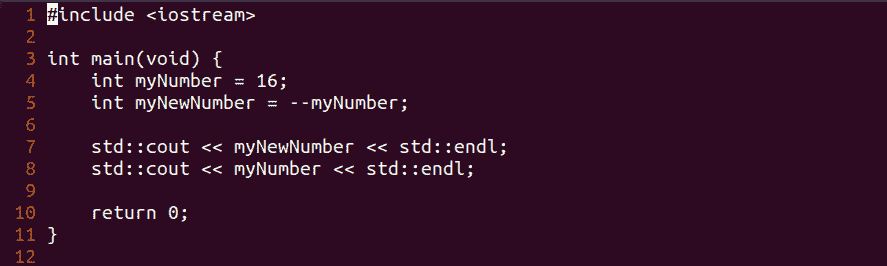 1 #include <iostream>
2
3 int main(void) {
4     int myNumber = 16;
5     int myNewNumber = --myNumber;
6
7     std::cout << myNewNumber << std::endl;
8     std::cout << myNumber << std::endl;
9
10     return 0;
11 }
12